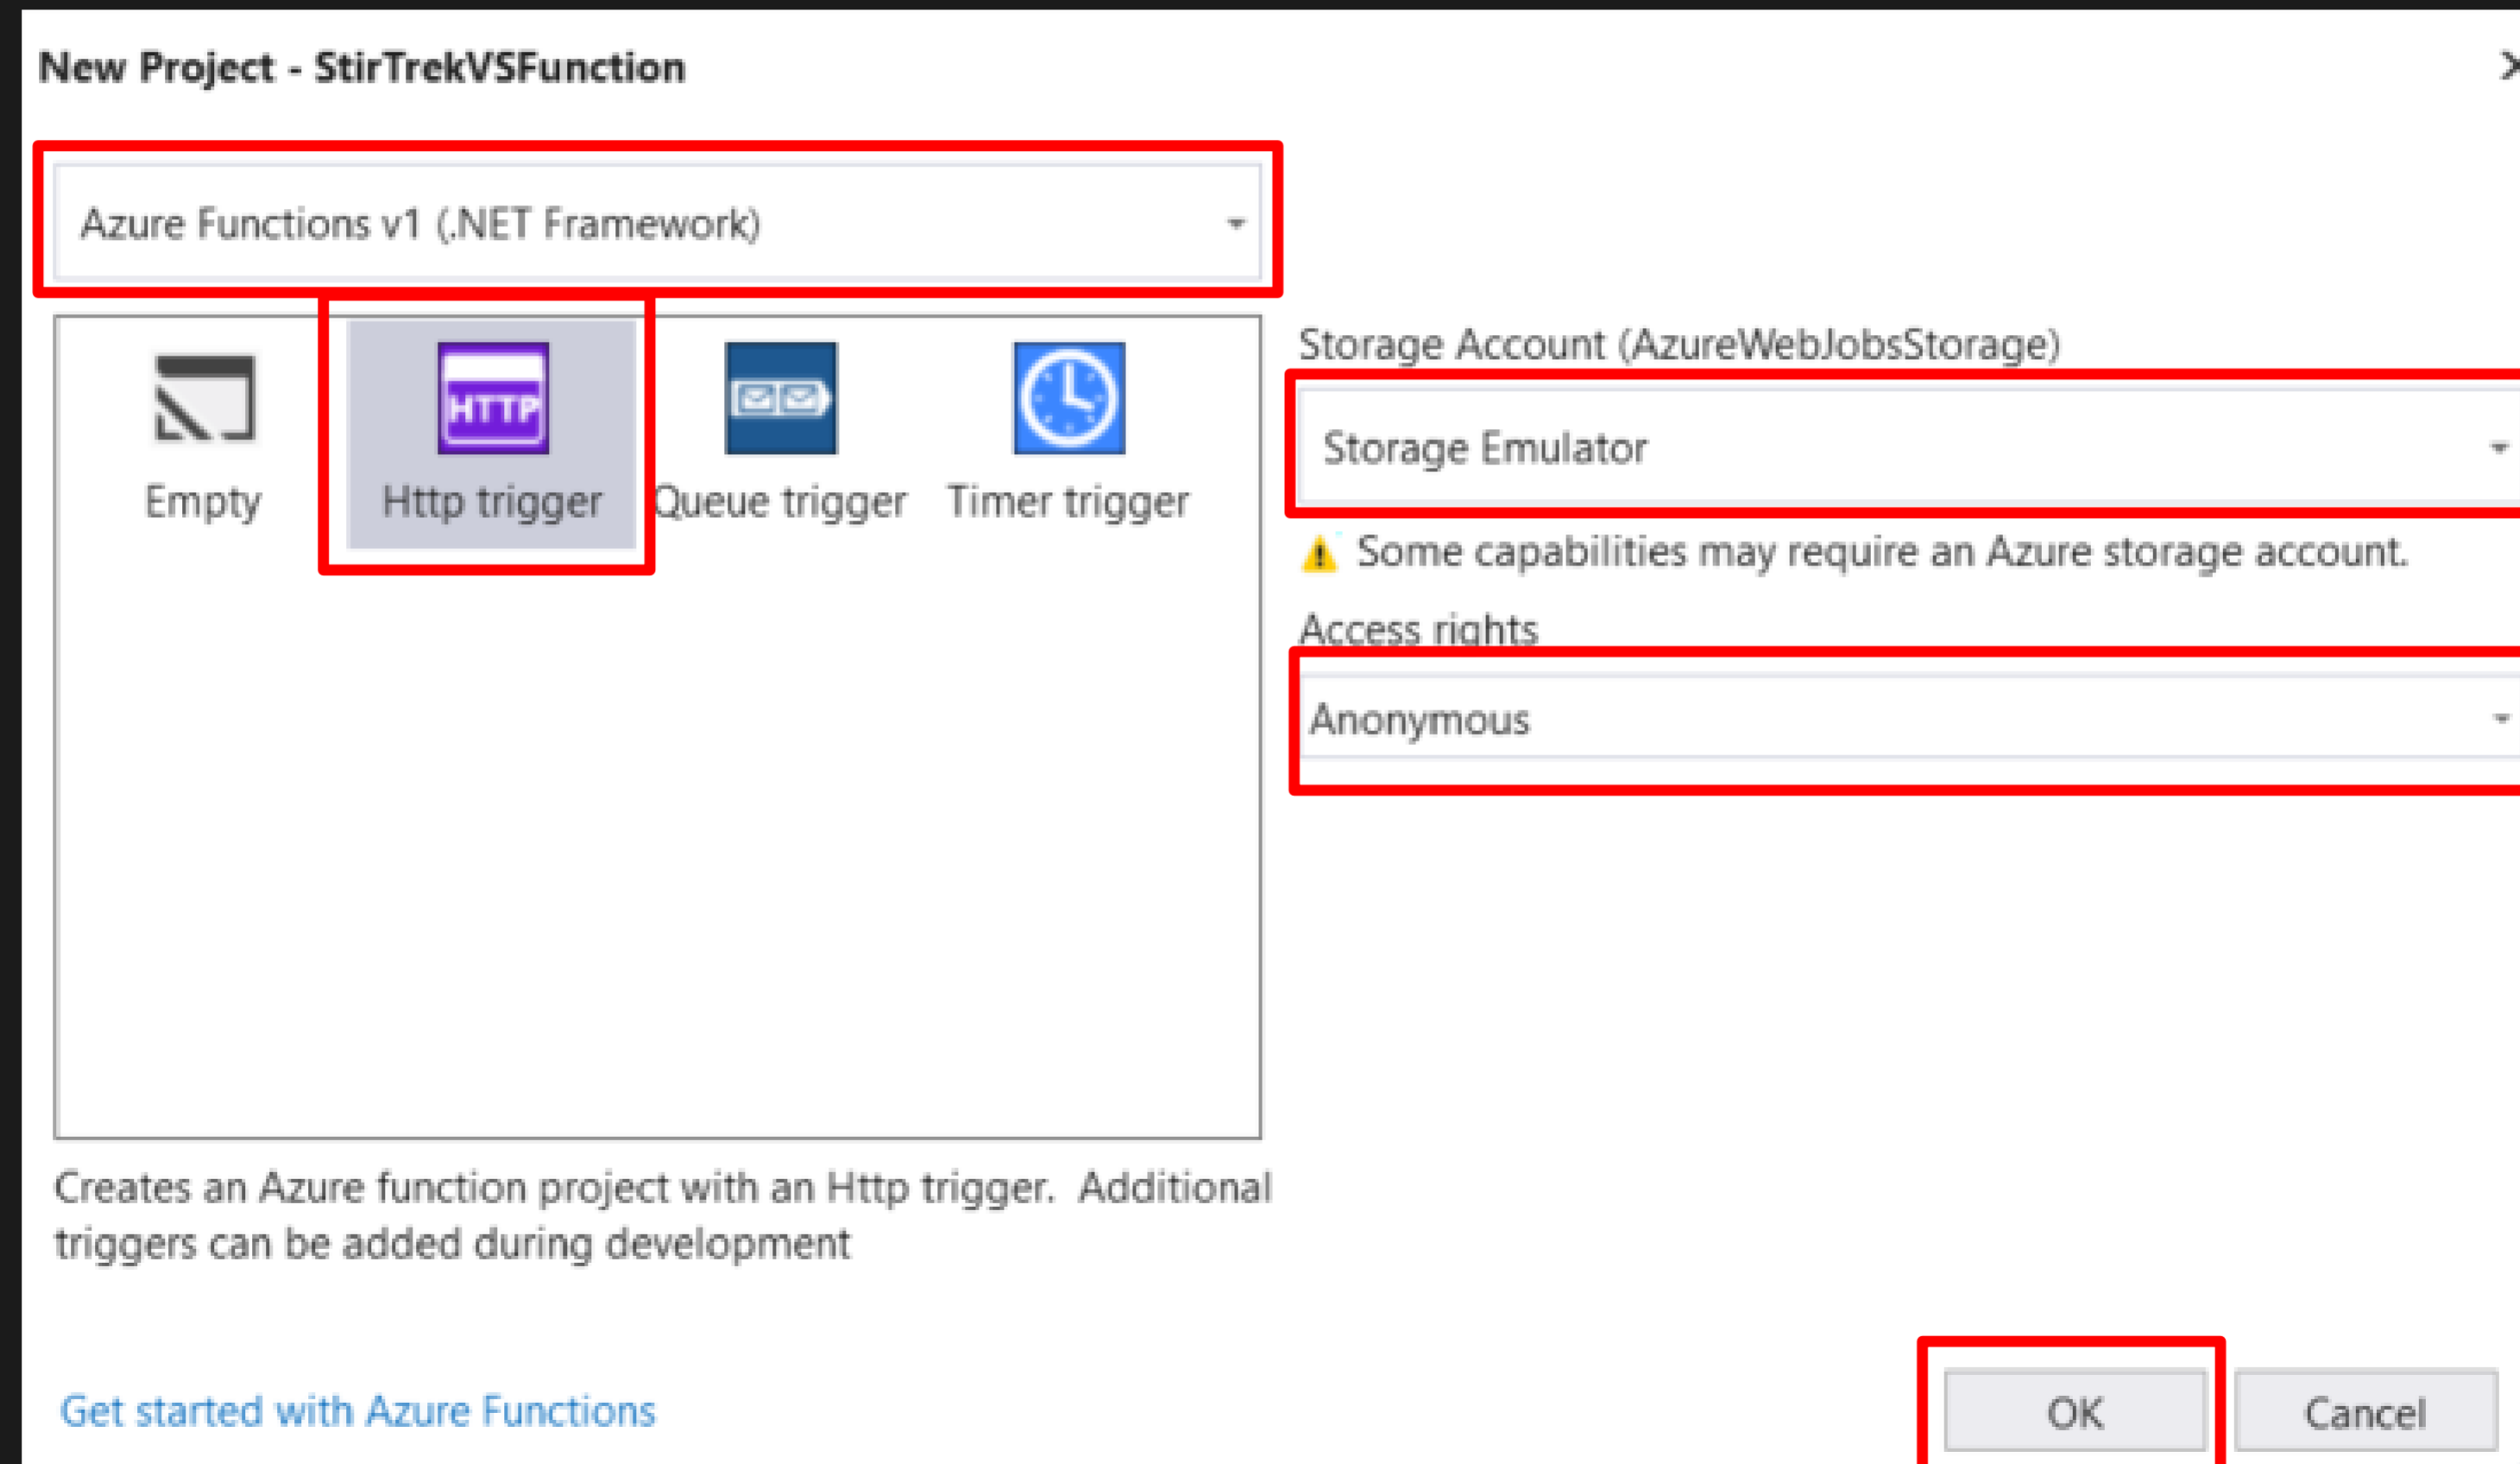 New Project - StirTrekVSFunction
Azure Functions v1 (.NET Framework)
HTTP
Empty
Http trigger
Queue trigger
Timer trigger
Storage Account (AzureWebJobsStorage)
Storage Emulator
Some capabilities may require an Azure storage account.
Access rights
Anonymous
Creates an Azure function project with an Http trigger.  Additional
triggers can be added during development
Get started with Azure Functions
OK
Cancel